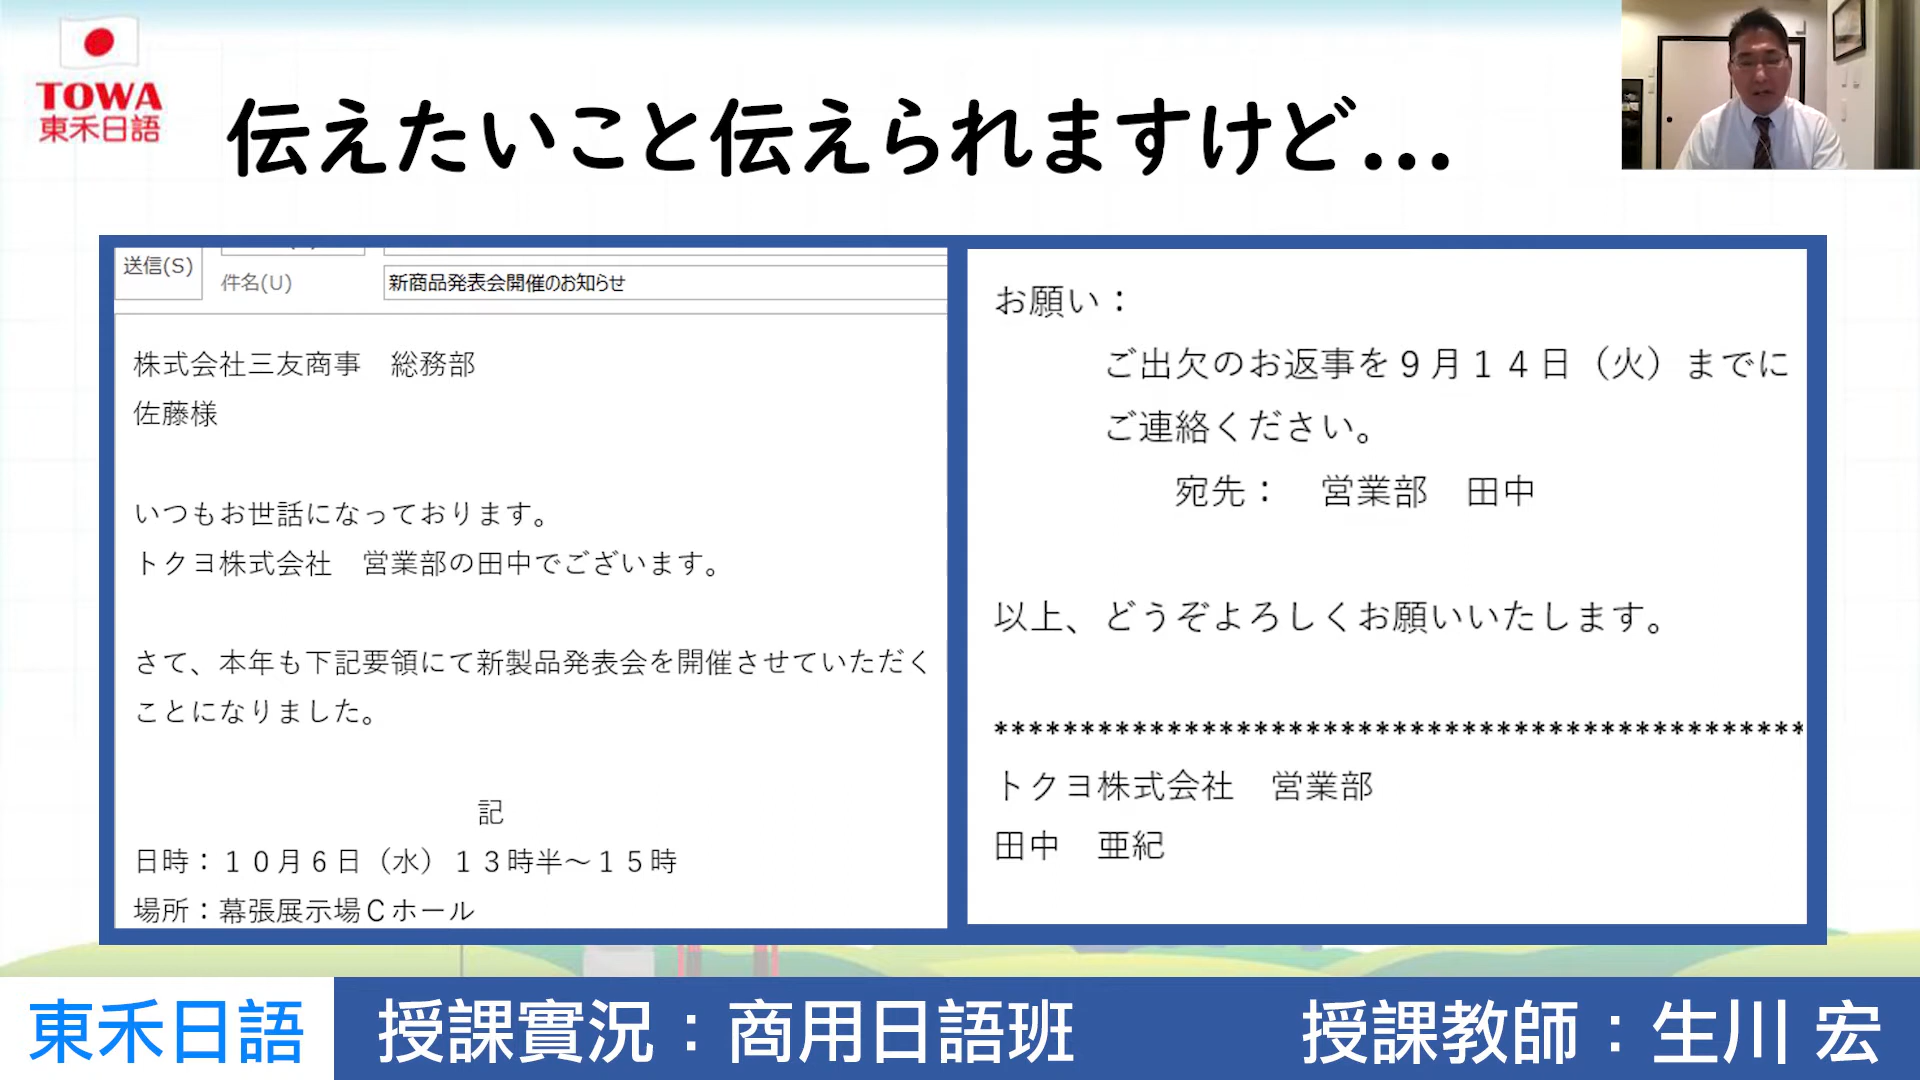 TOWA
東禾日語
伝えたいこと伝えられますけど...
送信(S)
件名(U)
新商品発表会開催のお知らせ
株式会社三友商事　総務部
佐藤様
いつもお世話になっております。
トクヨ株式会社　営業部の田中でございます。
さて、本年も下記要領にて新製品発表会を開催させていただく
ことになりました。
記
日時：１０月６日（水）１３時半～１５時
場所：幕張展示場Ｃホール
お願い：
ご出欠のお返事を９月１４日（火）までに
ご連絡ください。
宛先：　営業部　田中
以上、どうぞよろしくお願いいたします。
***********************************************
トクヨ株式会社　営業部
田中　亜紀
東禾日語
授課實況：商用日語班
授課教師：生川 宏